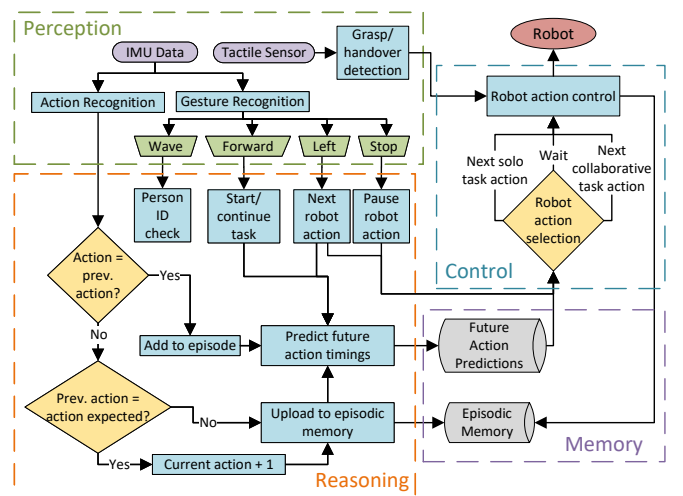 Perception
IMU Data
Tactile Sensor
Grasp/
handover
detection
Robot
Action Recognition
Gesture Recognition
Robot action control
Wave
Forward
Left
Stop
Next solo
task action
Wait
Next
collaborative
task action
Person
ID
check
Start/
continue
task
Next
robot
action
Pause
robot
action
Robot
action
selection
Control
Action =
prev.
action?
Yes
No
Add to episode
Predict future
action timings
Future
Action
Predictions
Prev. action =
action expected?
No
Upload to episodic
memory
Episodic
Memory
Yes
Current action + 1
Reasoning
Memory